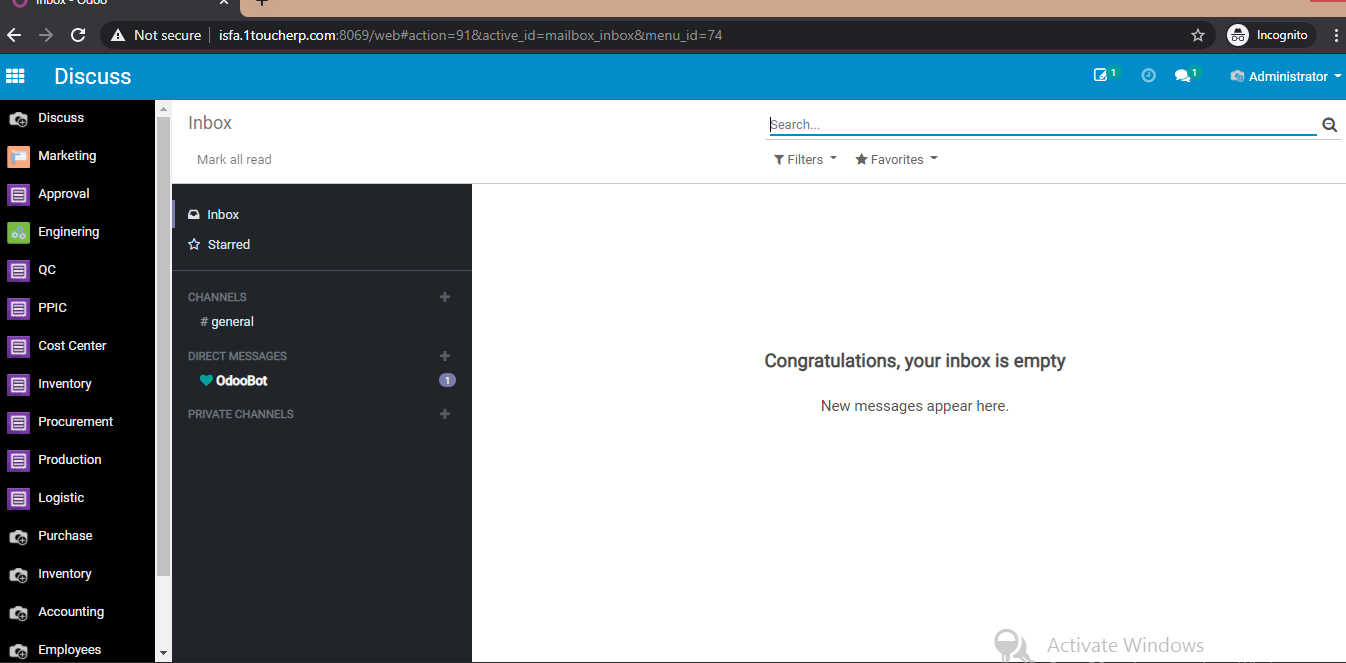 Inbox - Odoo
Not secure | isfa.1toucherp.com:8069/web#action=91&active_id=mailbox_inbox&menu_id=74
Incognito
Discuss
1
1
Administrator
Discuss
Marketing
Approval
Enginering
QC
PPIC
Cost Center
Inventory
Procurement
Production
Logistic
Purchase
Inventory
Accounting
Employees
Inbox
Search...
Mark all read
Filters
Favorites
Inbox
Starred
CHANNELS
# general
DIRECT MESSAGES
OdooBot
1
PRIVATE CHANNELS
Congratulations, your inbox is empty
New messages appear here.
Activate Windows